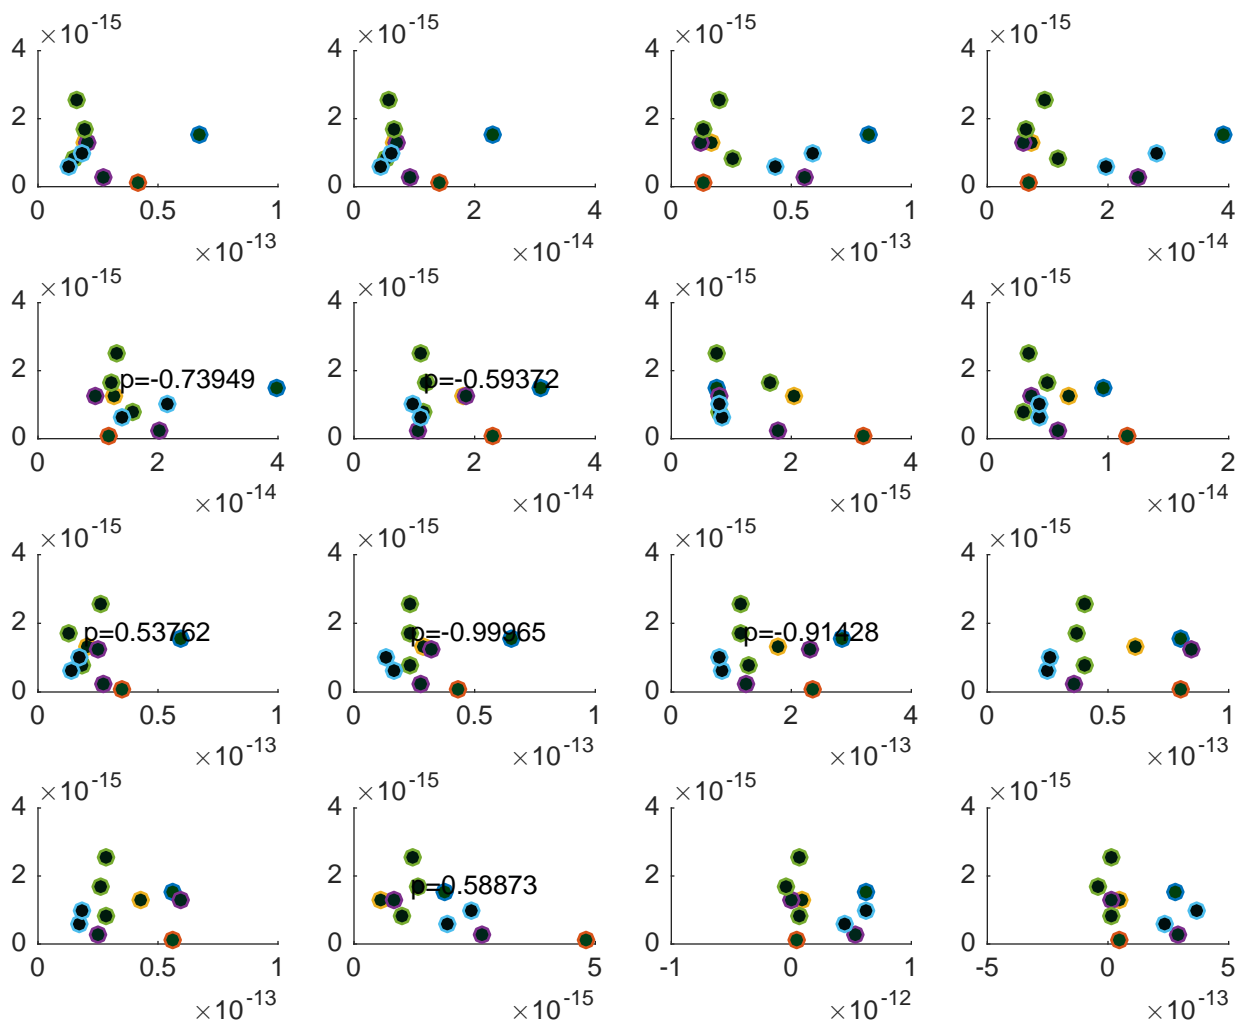 ×10-15 ×10-15 ×10-15 ×10-15
4 4 4 4
2 2 2 2
0 0 0 0
0 0.5 1 0 2 4 0 0.5 1 0 2 4
×10-13 ×10-14 ×10-13 ×10-14
×10-15 ×10-15 ×10-15 ×10-15
4 4 4 4
2 2 2 2
p=-0.73949 p=-0.59372
0 0 0 0
0 2 4 0 2 4 0 2 4 0 1 2
×10-14 ×10-14 ×10-15 ×10-14
×10-15 ×10-15 ×10-15 ×10-15
4 4 4 4
2 2 2 2
p=0.53762 p=-0.99965 p=-0.91428
0 0 0 0
0 0.5 1 0 0.5 1 0 2 4 0 0.5 1
×10-13 ×10-13 ×10-13 ×10-13
×10-15 ×10-15 ×10-15 ×10-15
4 4 4 4
2 2 2 2
p=0.58873
0 0 0 0
0 0.5 1 0 5 -1 0 1 -5 0 5
×10-13 ×10-15 ×10-12 ×10-13